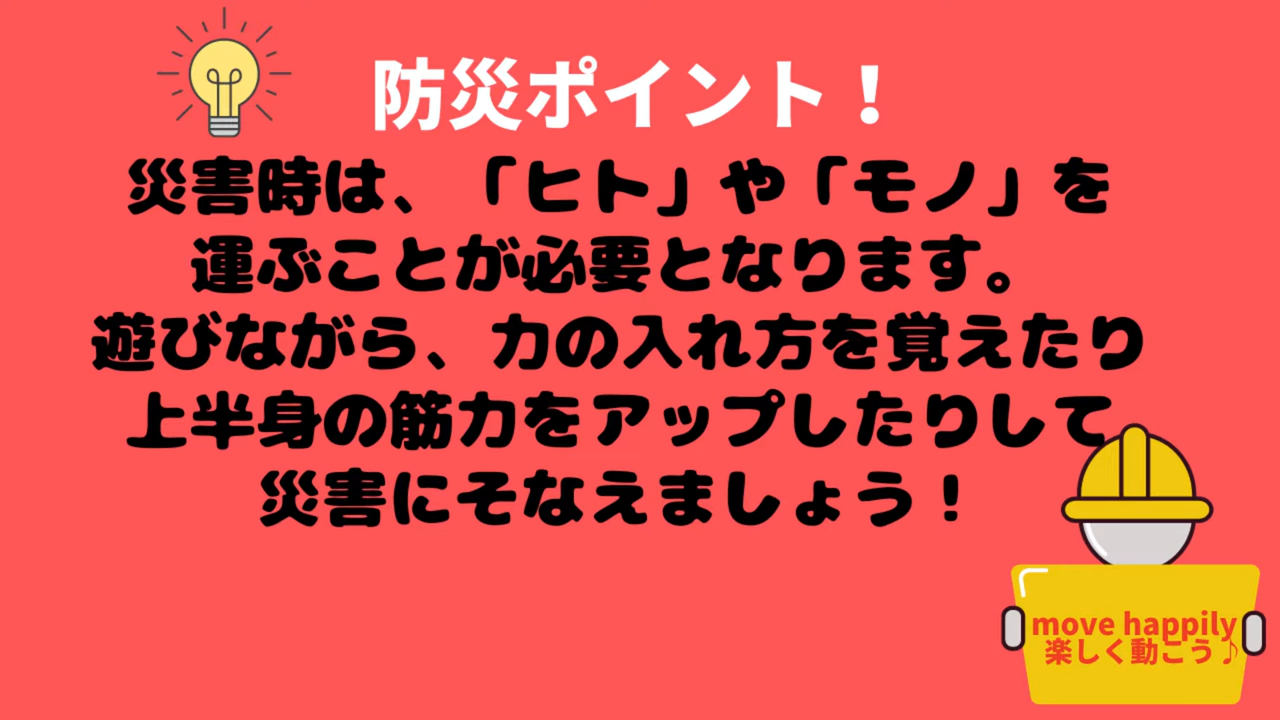 防災ポイント！
災害時は、「ヒト」や「モノ」を
運ぶことが必要となります。
遊びながら、力の入れ方を覚えたり
上半身の筋力をアップしたりして
災害にそなえましょう！
move happily
楽しく動こう♪